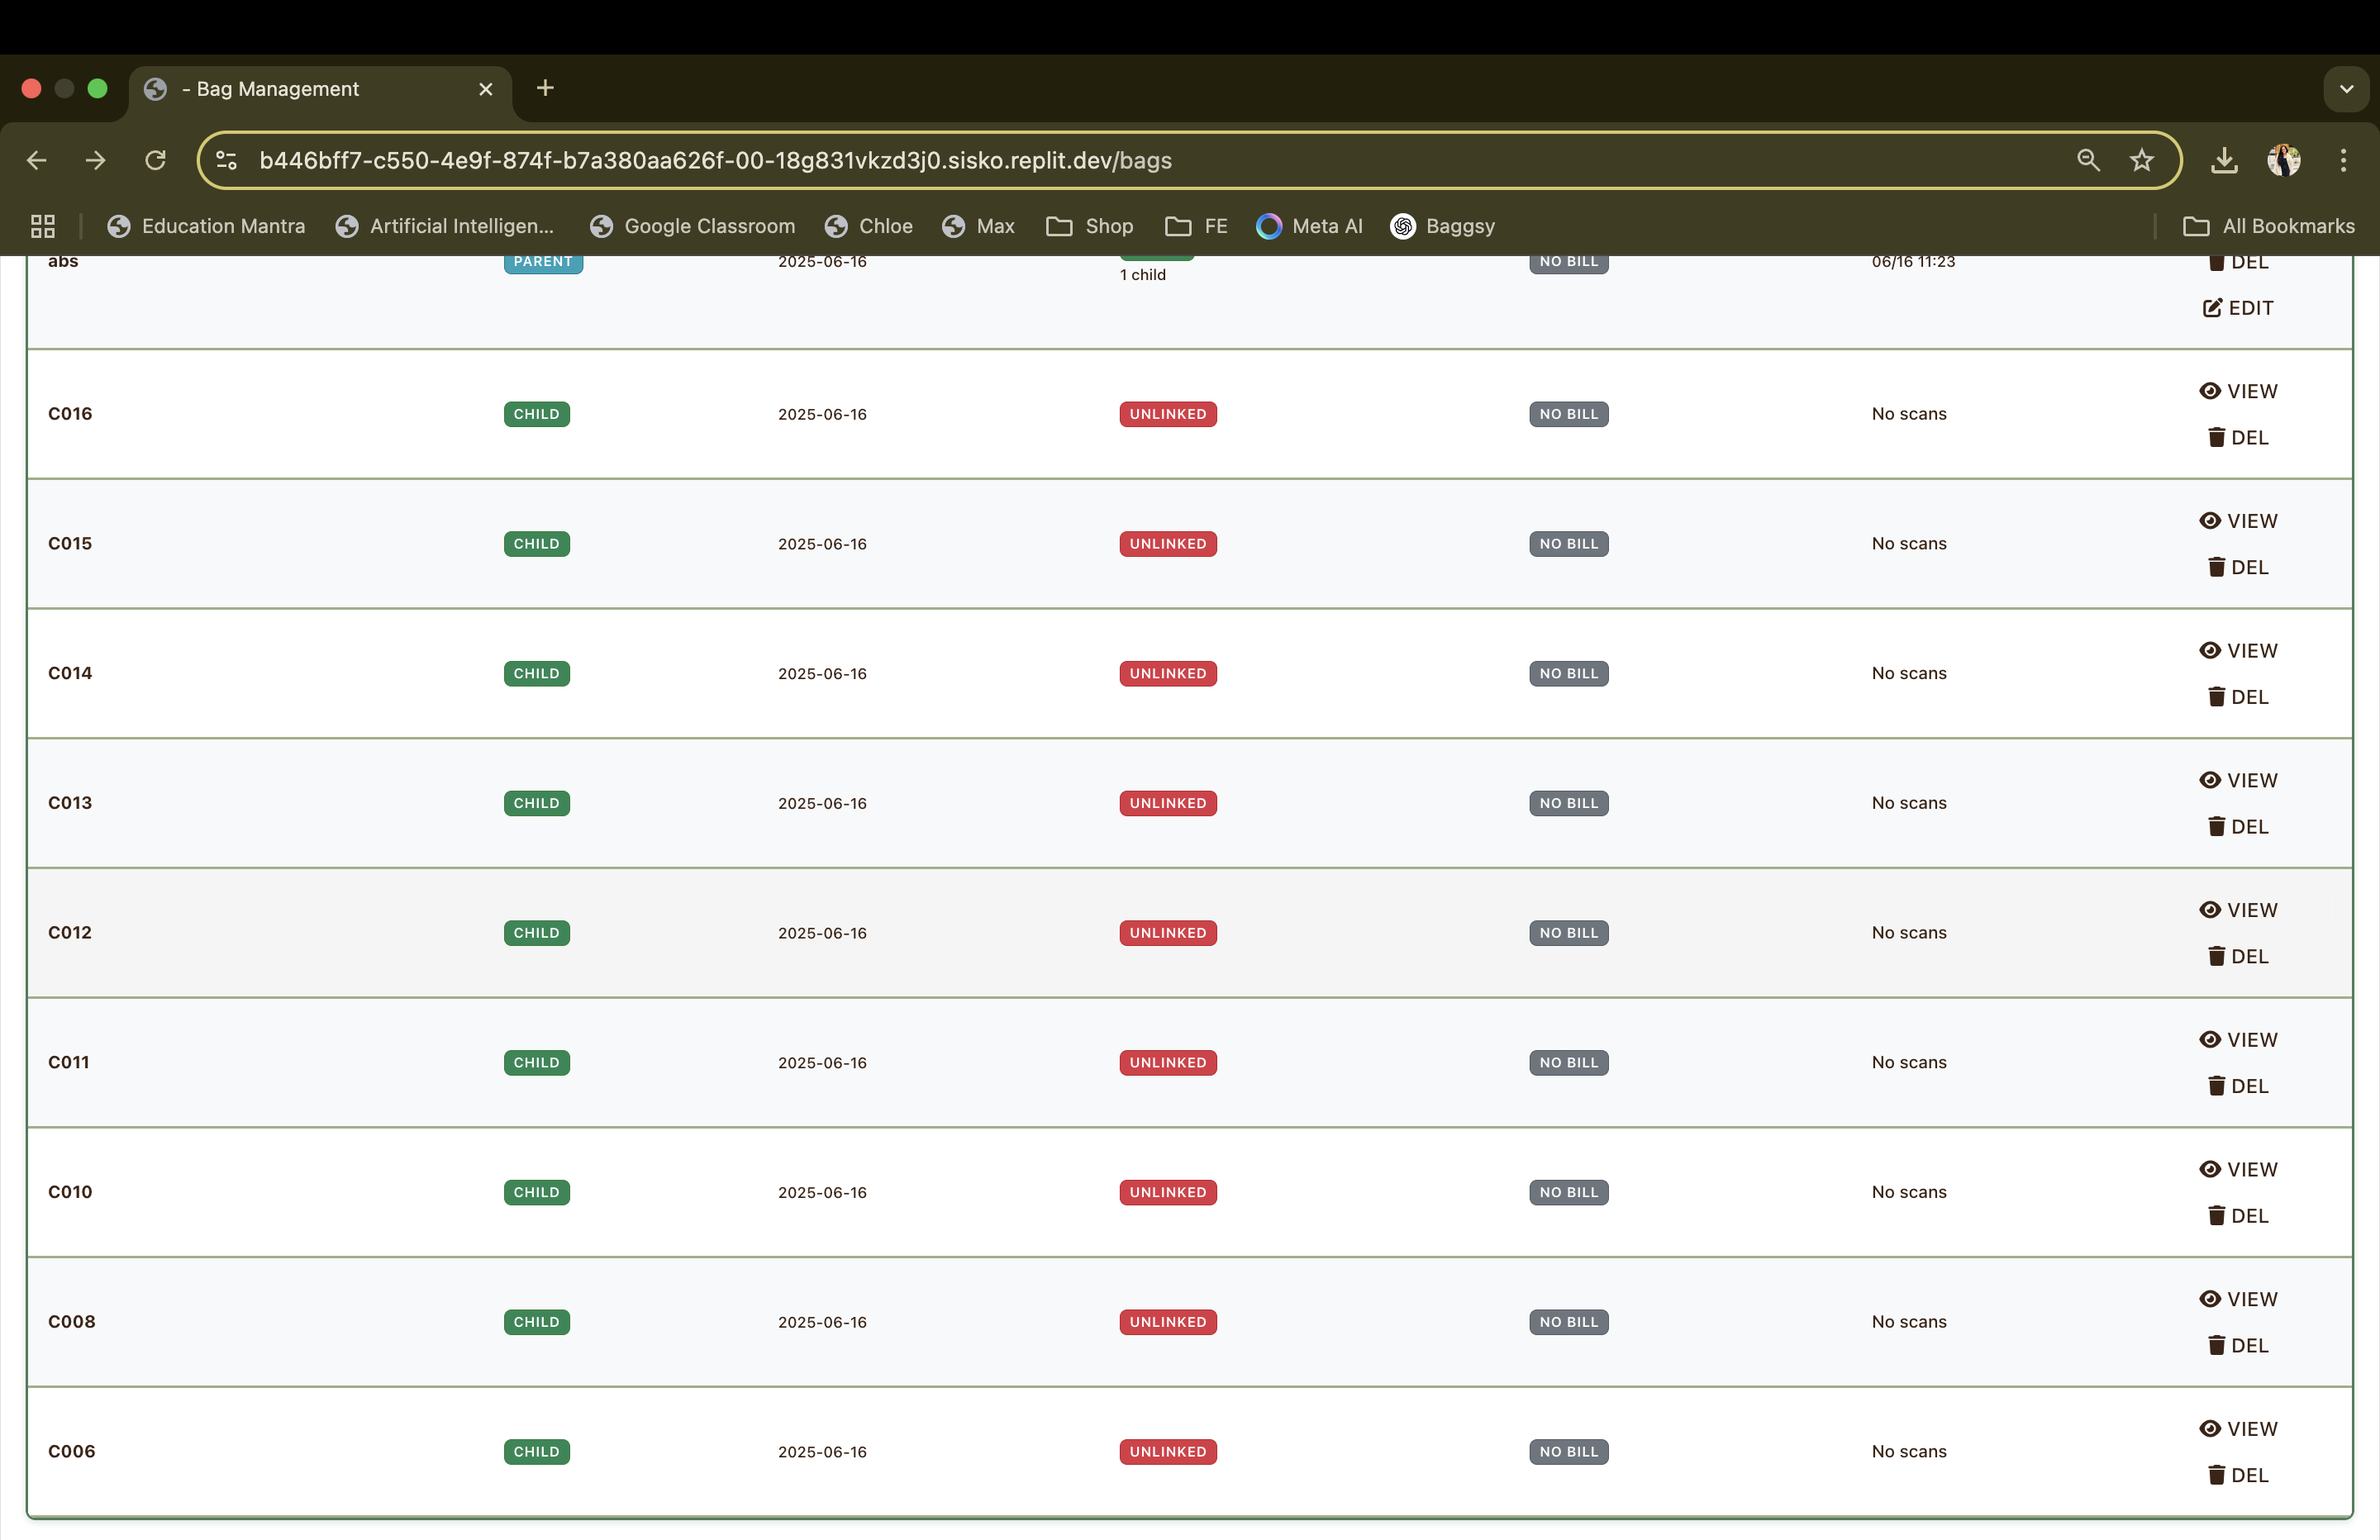 - Bag Management
b446bff7-c550-4e9f-874f-b7a380aa626f-00-18g831vkzd3j0.sisko.replit.dev/bags
Education Mantra Artificial Intelligen... Google Classroom Chloe Max Shop FE Meta AI Baggsy All Bookmarks
abs PARENT 2025-06-16 1 child NO BILL 06/16 11:23 DEL
EDIT
C016 CHILD 2025-06-16 UNLINKED NO BILL No scans VIEW
DEL
C015 CHILD 2025-06-16 UNLINKED NO BILL No scans VIEW
DEL
C014 CHILD 2025-06-16 UNLINKED NO BILL No scans VIEW
DEL
C013 CHILD 2025-06-16 UNLINKED NO BILL No scans VIEW
DEL
C012 CHILD 2025-06-16 UNLINKED NO BILL No scans VIEW
DEL
C011 CHILD 2025-06-16 UNLINKED NO BILL No scans VIEW
DEL
C010 CHILD 2025-06-16 UNLINKED NO BILL No scans VIEW
DEL
C008 CHILD 2025-06-16 UNLINKED NO BILL No scans VIEW
DEL
C006 CHILD 2025-06-16 UNLINKED NO BILL No scans VIEW
DEL